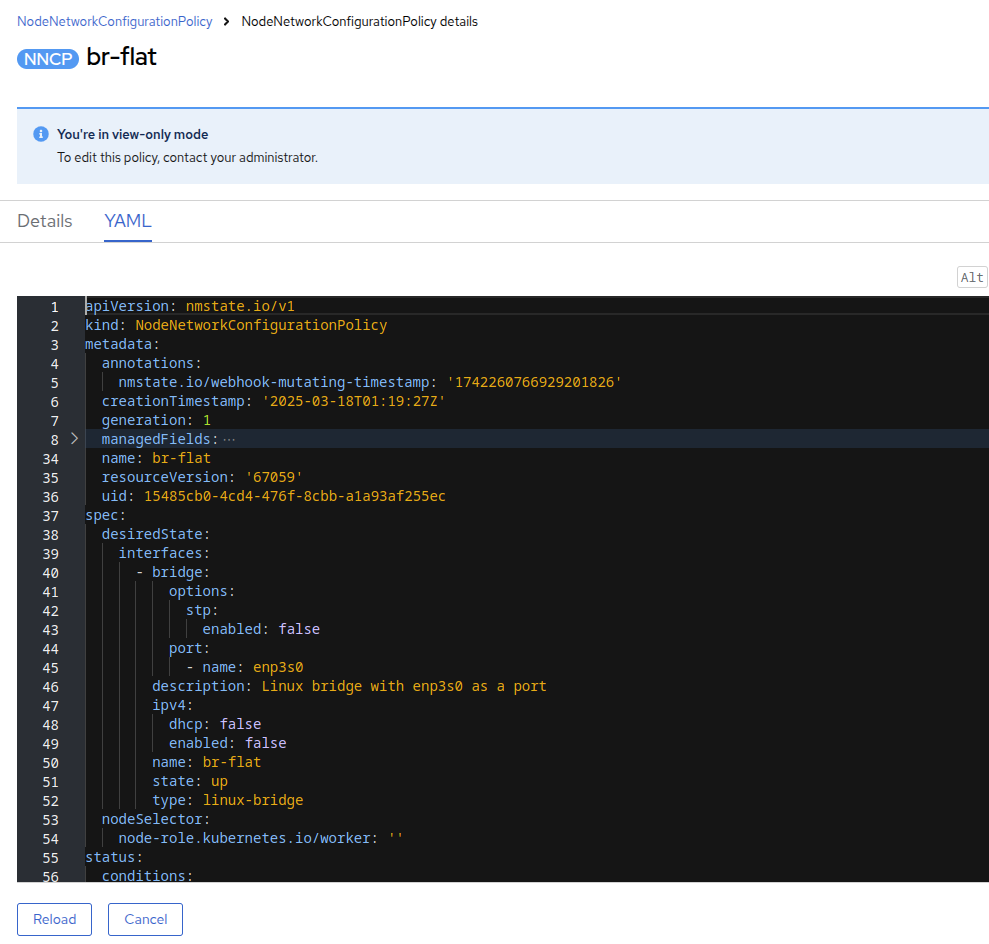 NodeNetworkConfigurationPolicy > NodeNetworkConfigurationPolicy details
NNCP br-flat
You're in view-only mode
To edit this policy, contact your administrator.
Details YAML
Alt
1 apiVersion: nmstate.io/v1
2 kind: NodeNetworkConfigurationPolicy
3 metadata:
4   annotations:
5     nmstate.io/webhook-mutating-timestamp: '1742260766929201826'
6   creationTimestamp: '2025-03-18T01:19:27Z'
7   generation: 1
8 >   managedFields: ···
34   name: br-flat
35   resourceVersion: '67059'
36   uid: 15485cb0-4cd4-476f-8cbb-a1a93af255ec
37 spec:
38   desiredState:
39     interfaces:
40       - bridge:
41           options:
42             stp:
43               enabled: false
44           port:
45             - name: enp3s0
46         description: Linux bridge with enp3s0 as a port
47         ipv4:
48           dhcp: false
49           enabled: false
50         name: br-flat
51         state: up
52         type: linux-bridge
53   nodeSelector:
54     node-role.kubernetes.io/worker: ''
55 status:
56   conditions:
Reload Cancel